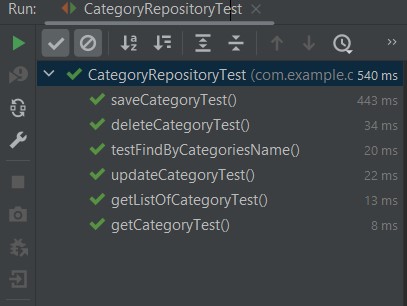 Run: CategoryRepositoryTest
CategoryRepositoryTest (com.example.c 540 ms
saveCategoryTest() 443 ms
deleteCategoryTest() 34 ms
testFindByCategoriesName() 20 ms
updateCategoryTest() 22 ms
getListOfCategoryTest() 13 ms
getCategoryTest() 8 ms